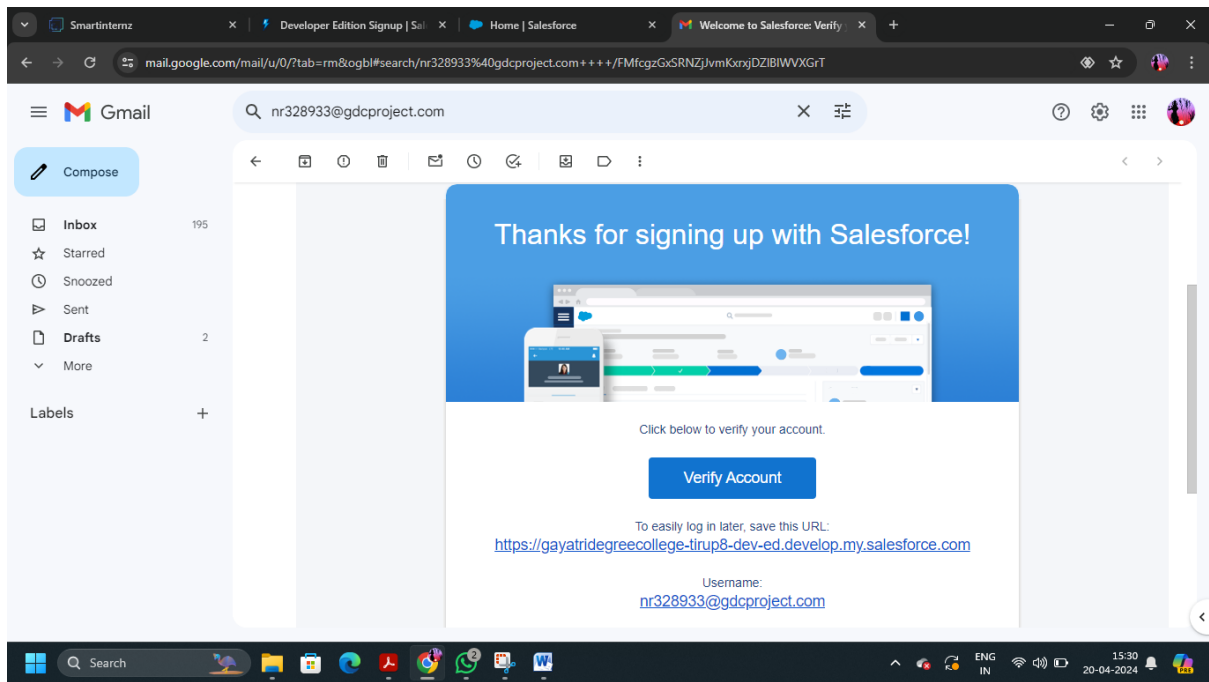 Smartinternz
Developer Edition Signup | Sal
Home | Salesforce
Welcome to Salesforce: Verify
mail.google.com/mail/u/0/?tab=rm&ogbl#search/nr328933%40gdcproject.com++++/FMfcgzGxSRNZjJvmKxrxjDZlBlWVXGrT
Gmail
nr328933@gdcproject.com
Compose
Inbox 195
Starred
Snoozed
Sent
Drafts 2
More
Labels
Thanks for signing up with Salesforce!
Click below to verify your account.
Verify Account
To easily log in later, save this URL:
https://gayatridegreecollege-tirup8-dev-ed.develop.my.salesforce.com
Username:
nr328933@gdcproject.com
Search
2
ENG
IN
15:30
20-04-2024
PRE